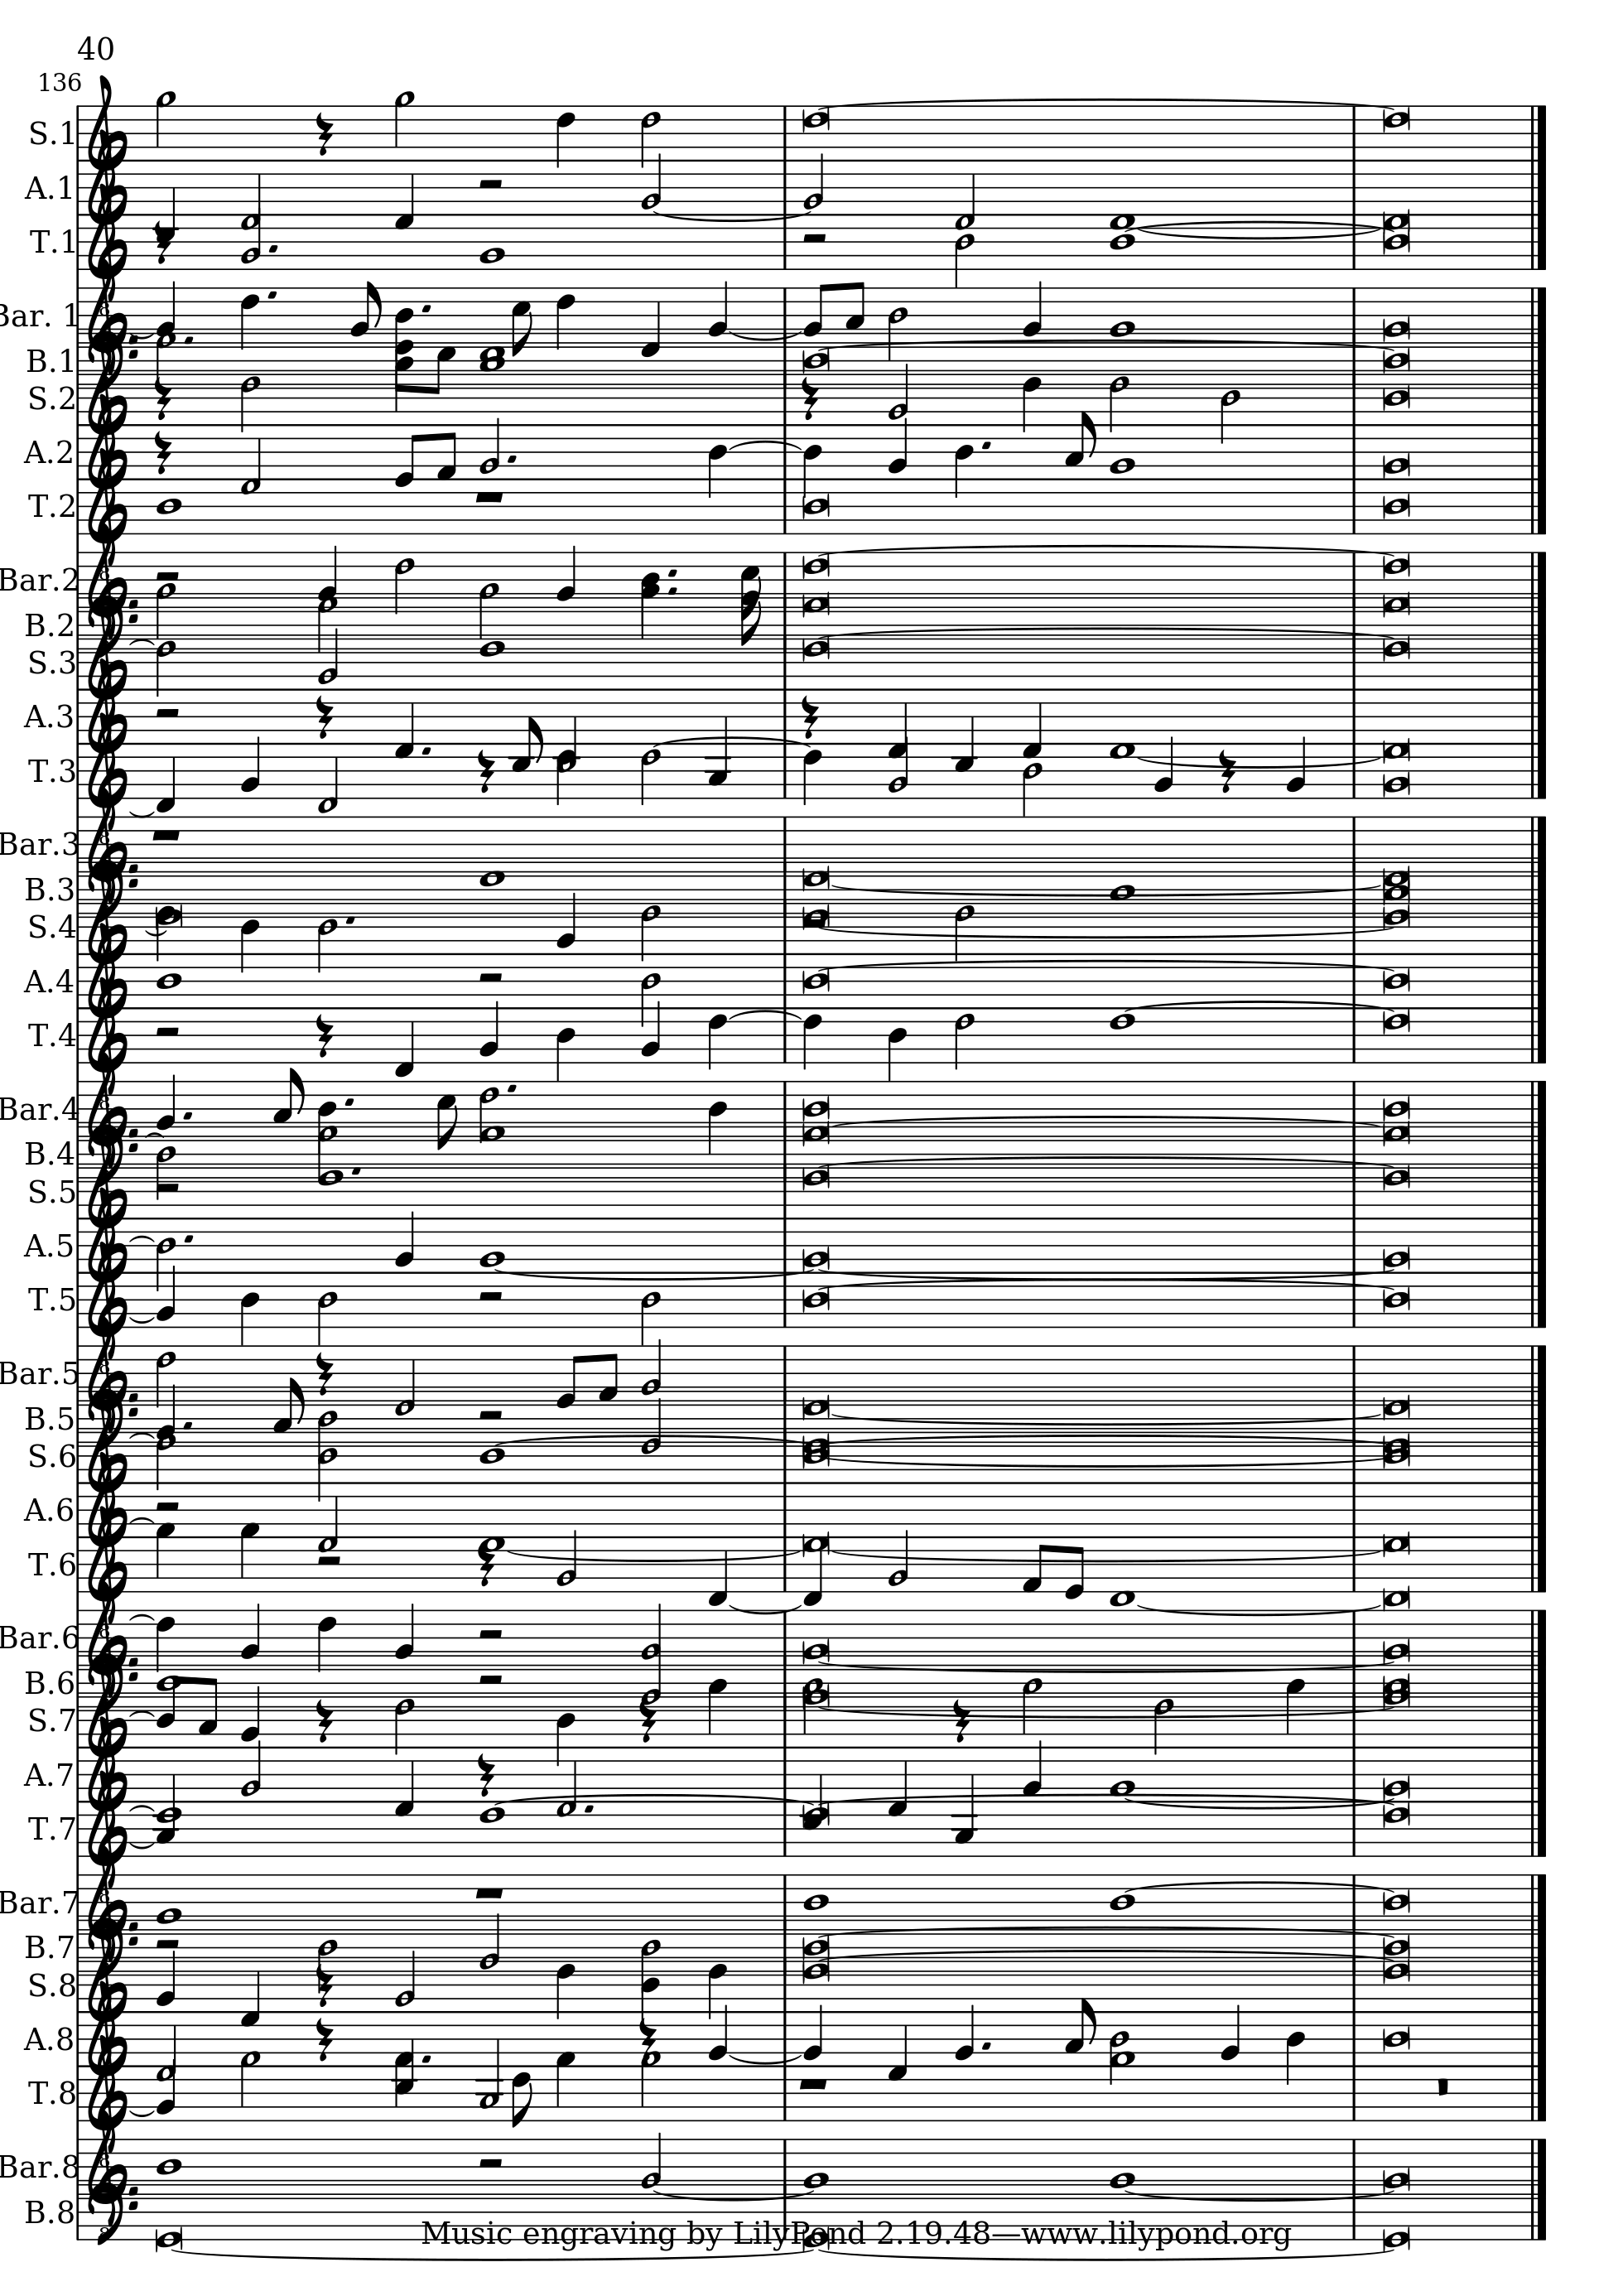 40
136
S.1
A.1
T.1
Bar. 1
B.1
S.2
A.2
T.2
Bar.2
B.2
S.3
A.3
T.3
Bar.3
B.3
S.4
A.4
T.4
Bar.4
B.4
S.5
A.5
T.5
Bar.5
B.5
S.6
A.6
T.6
Bar.6
B.6
S.7
A.7
T.7
Bar.7
B.7
S.8
A.8
T.8
Bar.8
B.8
Music engraving by LilyPond 2.19.48—www.lilypond.org